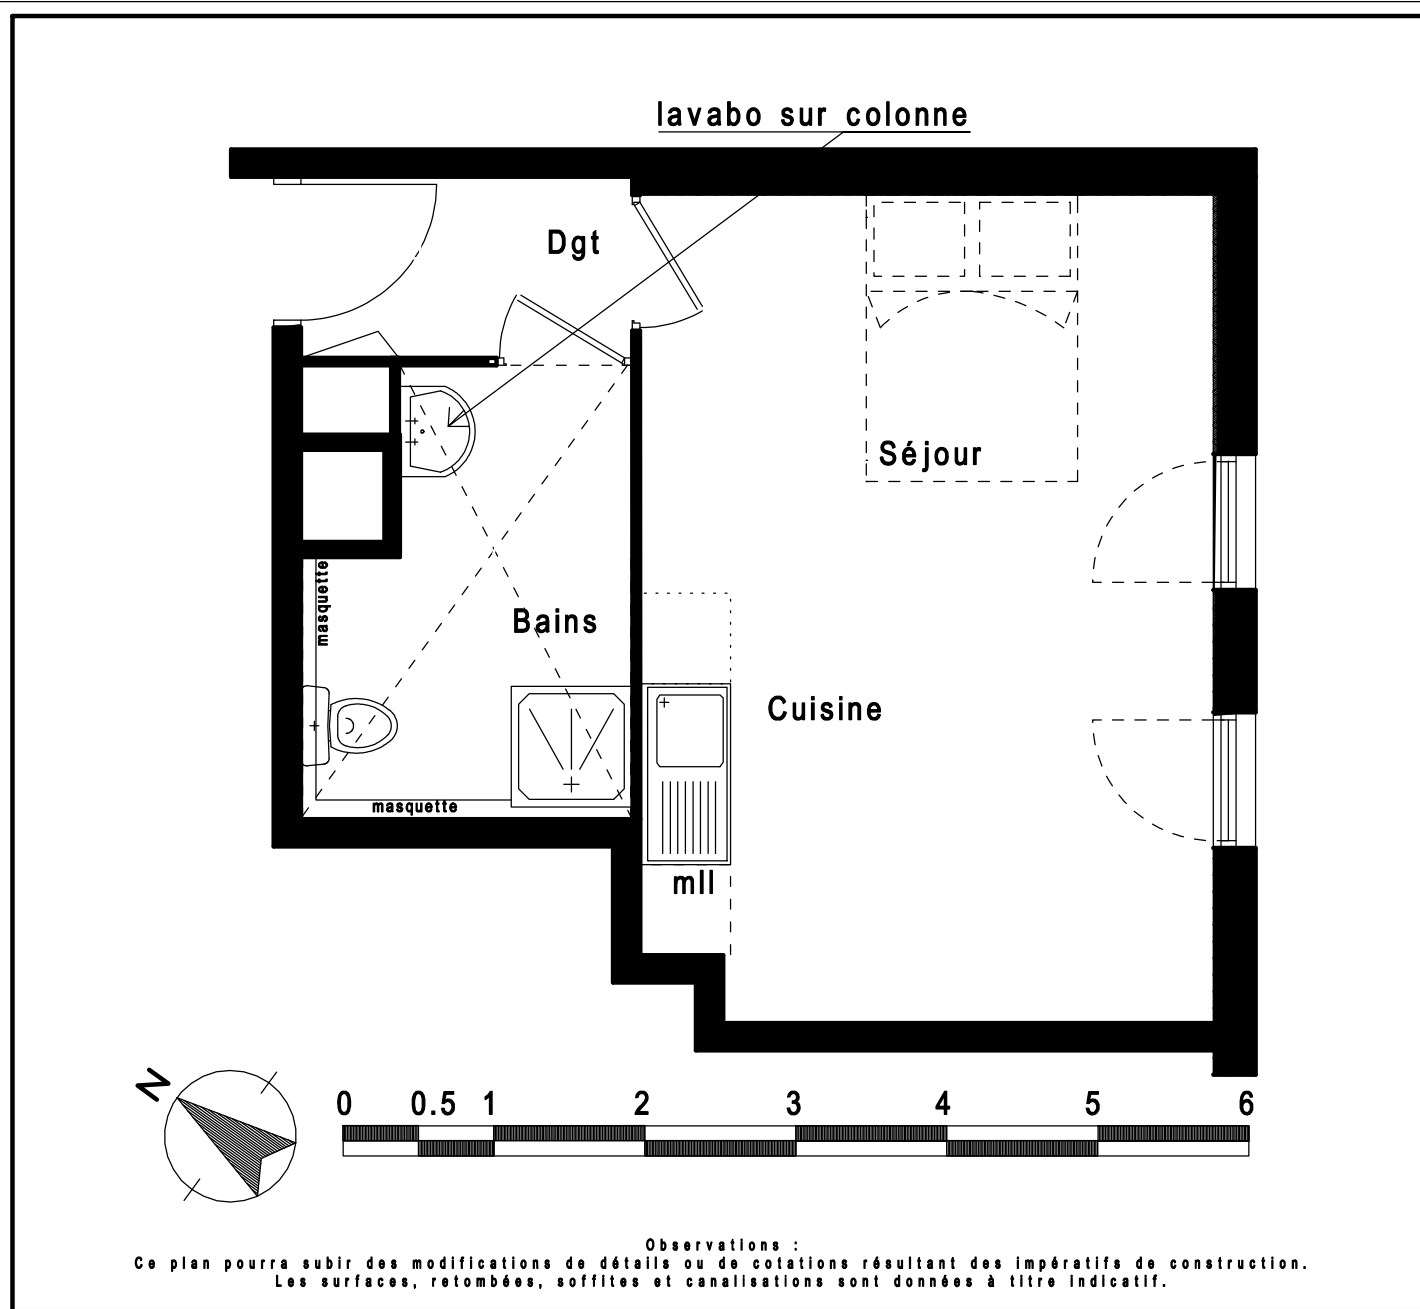 lavabo sur colonne
Dgt
Séjour
masquette
Bains
Cuisine
masquette
mll
N
0 0.5 1 2 3 4 5 6
Observations :
Ce plan pourra subir des modifications de détails ou de cotations résultant des impératifs de construction.
Les surfaces, retombées, soffites et canalisations sont données à titre indicatif.